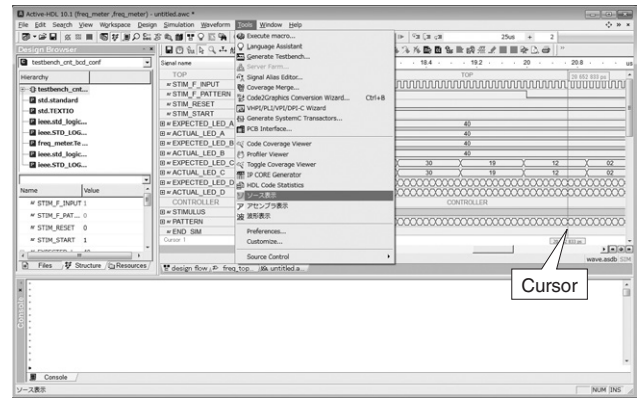 Active-HDL 10.1 (freq_meter ,freq_meter) - untitled.awc *
File Edit Search View Workspace Design Simulation Waveform Tools Window Help
25us
2
Design Browser
testbench_cnt_bcd_conf
Hierarchy
testbench_cnt...
std.standard
std.TEXTIO
ieee.std_logic...
ieee.STD_LOG...
freq_meter.Te...
ieee.std_logic...
ieee.STD_LOG...
Name Value
STIM_F_INPUT 1
STIM_F_PAT... 0
STIM_RESET 0
STIM_START 1
Files Structure Resources
Signal name
TOP
STIM_F_INPUT
STIM_F_PATTERN
STIM_RESET
STIM_START
EXPECTED_LED_A
ACTUAL_LED_A
EXPECTED_LED_B
ACTUAL_LED_B
EXPECTED_LED_C
ACTUAL_LED_C
EXPECTED_LED_D
ACTUAL_LED_D
CONTROLLER
STIMULUS
PATTERN
END_SIM
Cursor 1
design flow freq_top... untitled.a...
Execute macro...
Language Assistant
Generate Testbench...
Server Farm...
Signal Alias Editor...
Coverage Merge...
Code2Graphics Conversion Wizard... Ctrl+B
VHPI/PLI/VPI/DPI-C Wizard
Generate SystemC Transactors...
PCB Interface...
Code Coverage Viewer
Profiler Viewer
Toggle Coverage Viewer
IP CORE Generator
HDL Code Statistics
ソース表示
アセンブラ表示
波形表示
Preferences...
Customize...
Source Control
18.4 19.2 20 20.8 us
TOP
40
40
40
40
30 19 12 02
30 19 12 02
CONTROLLER
wave.asdb SIM
Cursor
Console
Console
ソース表示
NUM INS